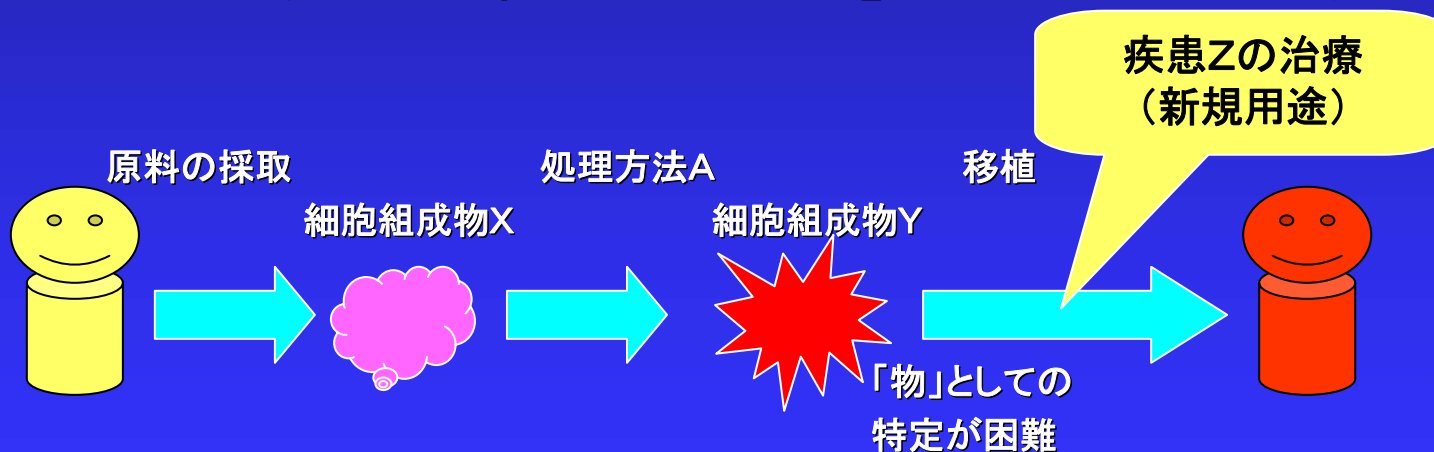 疾患Zの治療
（新規用途）
原料の採取
処理方法A
移植
細胞組成物X
細胞組成物Y
「物」としての
特定が困難